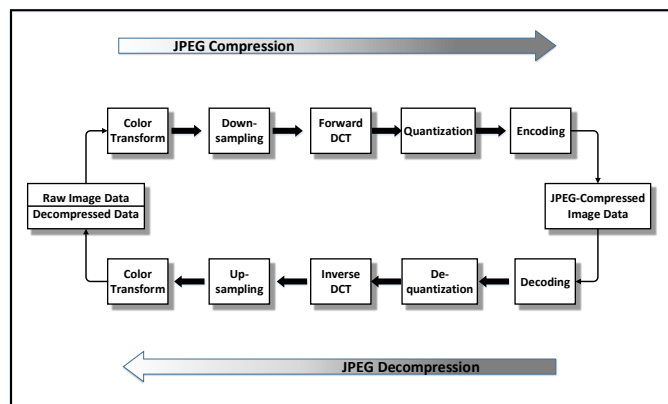 JPEG Compression
Color
Transform
Down-
sampling
Forward
DCT
Quantization
Encoding
Raw Image Data
Decompressed Data
JPEG-Compressed
Image Data
Color
Transform
Up-
sampling
Inverse
DCT
De-
quantization
Decoding
JPEG Decompression